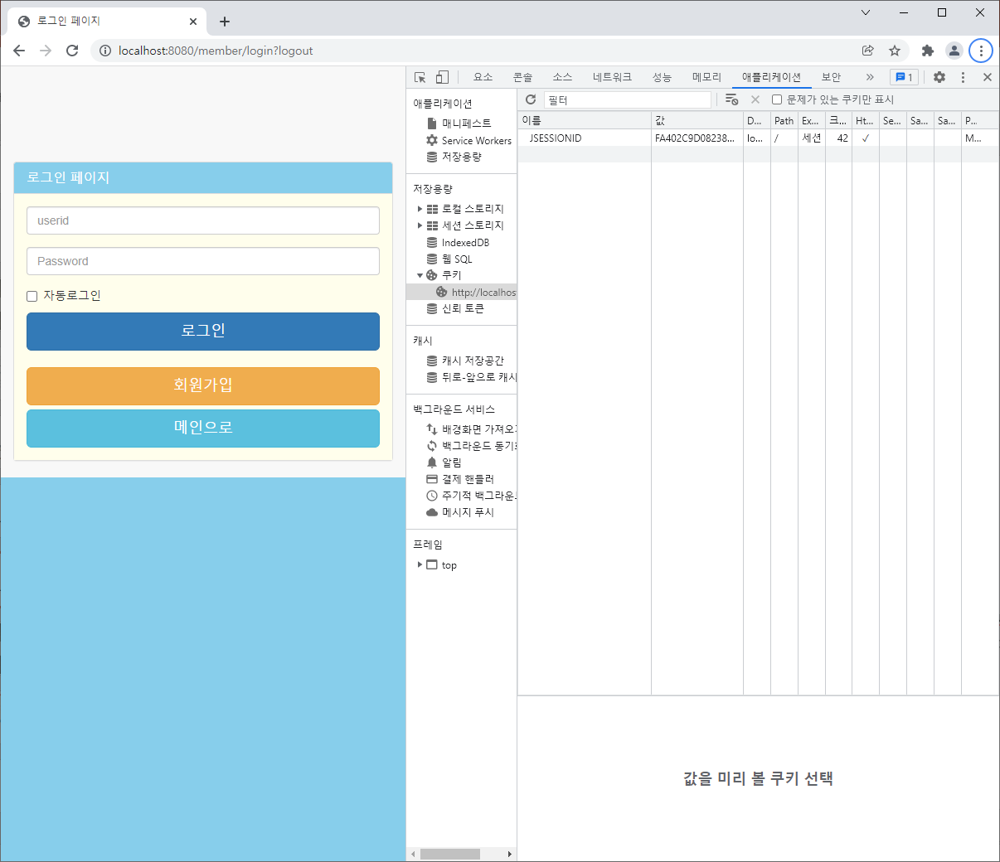 로그인 페이지
localhost:8080/member/login?logout
로그인 페이지
userid
Password
자동로그인
로그인
회원가입
메인으로
요소 콘솔 소스 네트워크 성능 메모리 애플리케이션 보안 » 1
애플리케이션
매니페스트
Service Workers
저장용량
저장용량
로컬 스토리지
세션 스토리지
IndexedDB
웹 SQL
쿠키
http://localhos
신뢰 토큰
캐시
캐시 저장공간
뒤로-앞으로 캐시
백그라운드 서비스
배경화면 가져오기
백그라운드 동기화
알림
결제 핸들러
주기적 백그라운드
메시지 푸시
프레임
top
필터
문제가 있는 쿠키만 표시
이름 값 D... Path Ex... 크... Ht... Se... Sa... Sa... P...
JSESSIONID FA402C9D08238... lo... / 세션 42 ✓ M...
값을 미리 볼 쿠키 선택